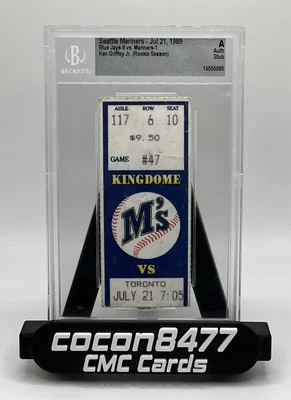 BECKETT
Seattle Mariners - Jul 21, 1989
Blue Jays-8 vs. Mariners-1
Ken Griffey Jr. (Rookie Season)
A
Auth
Stub
15555085
AISLE ROW SEAT
117 6 10
$9.50
GAME #47
KINGDOME
M's
VS
TORONTO
JULY 21 7:05
cocon8477
CMC Cards